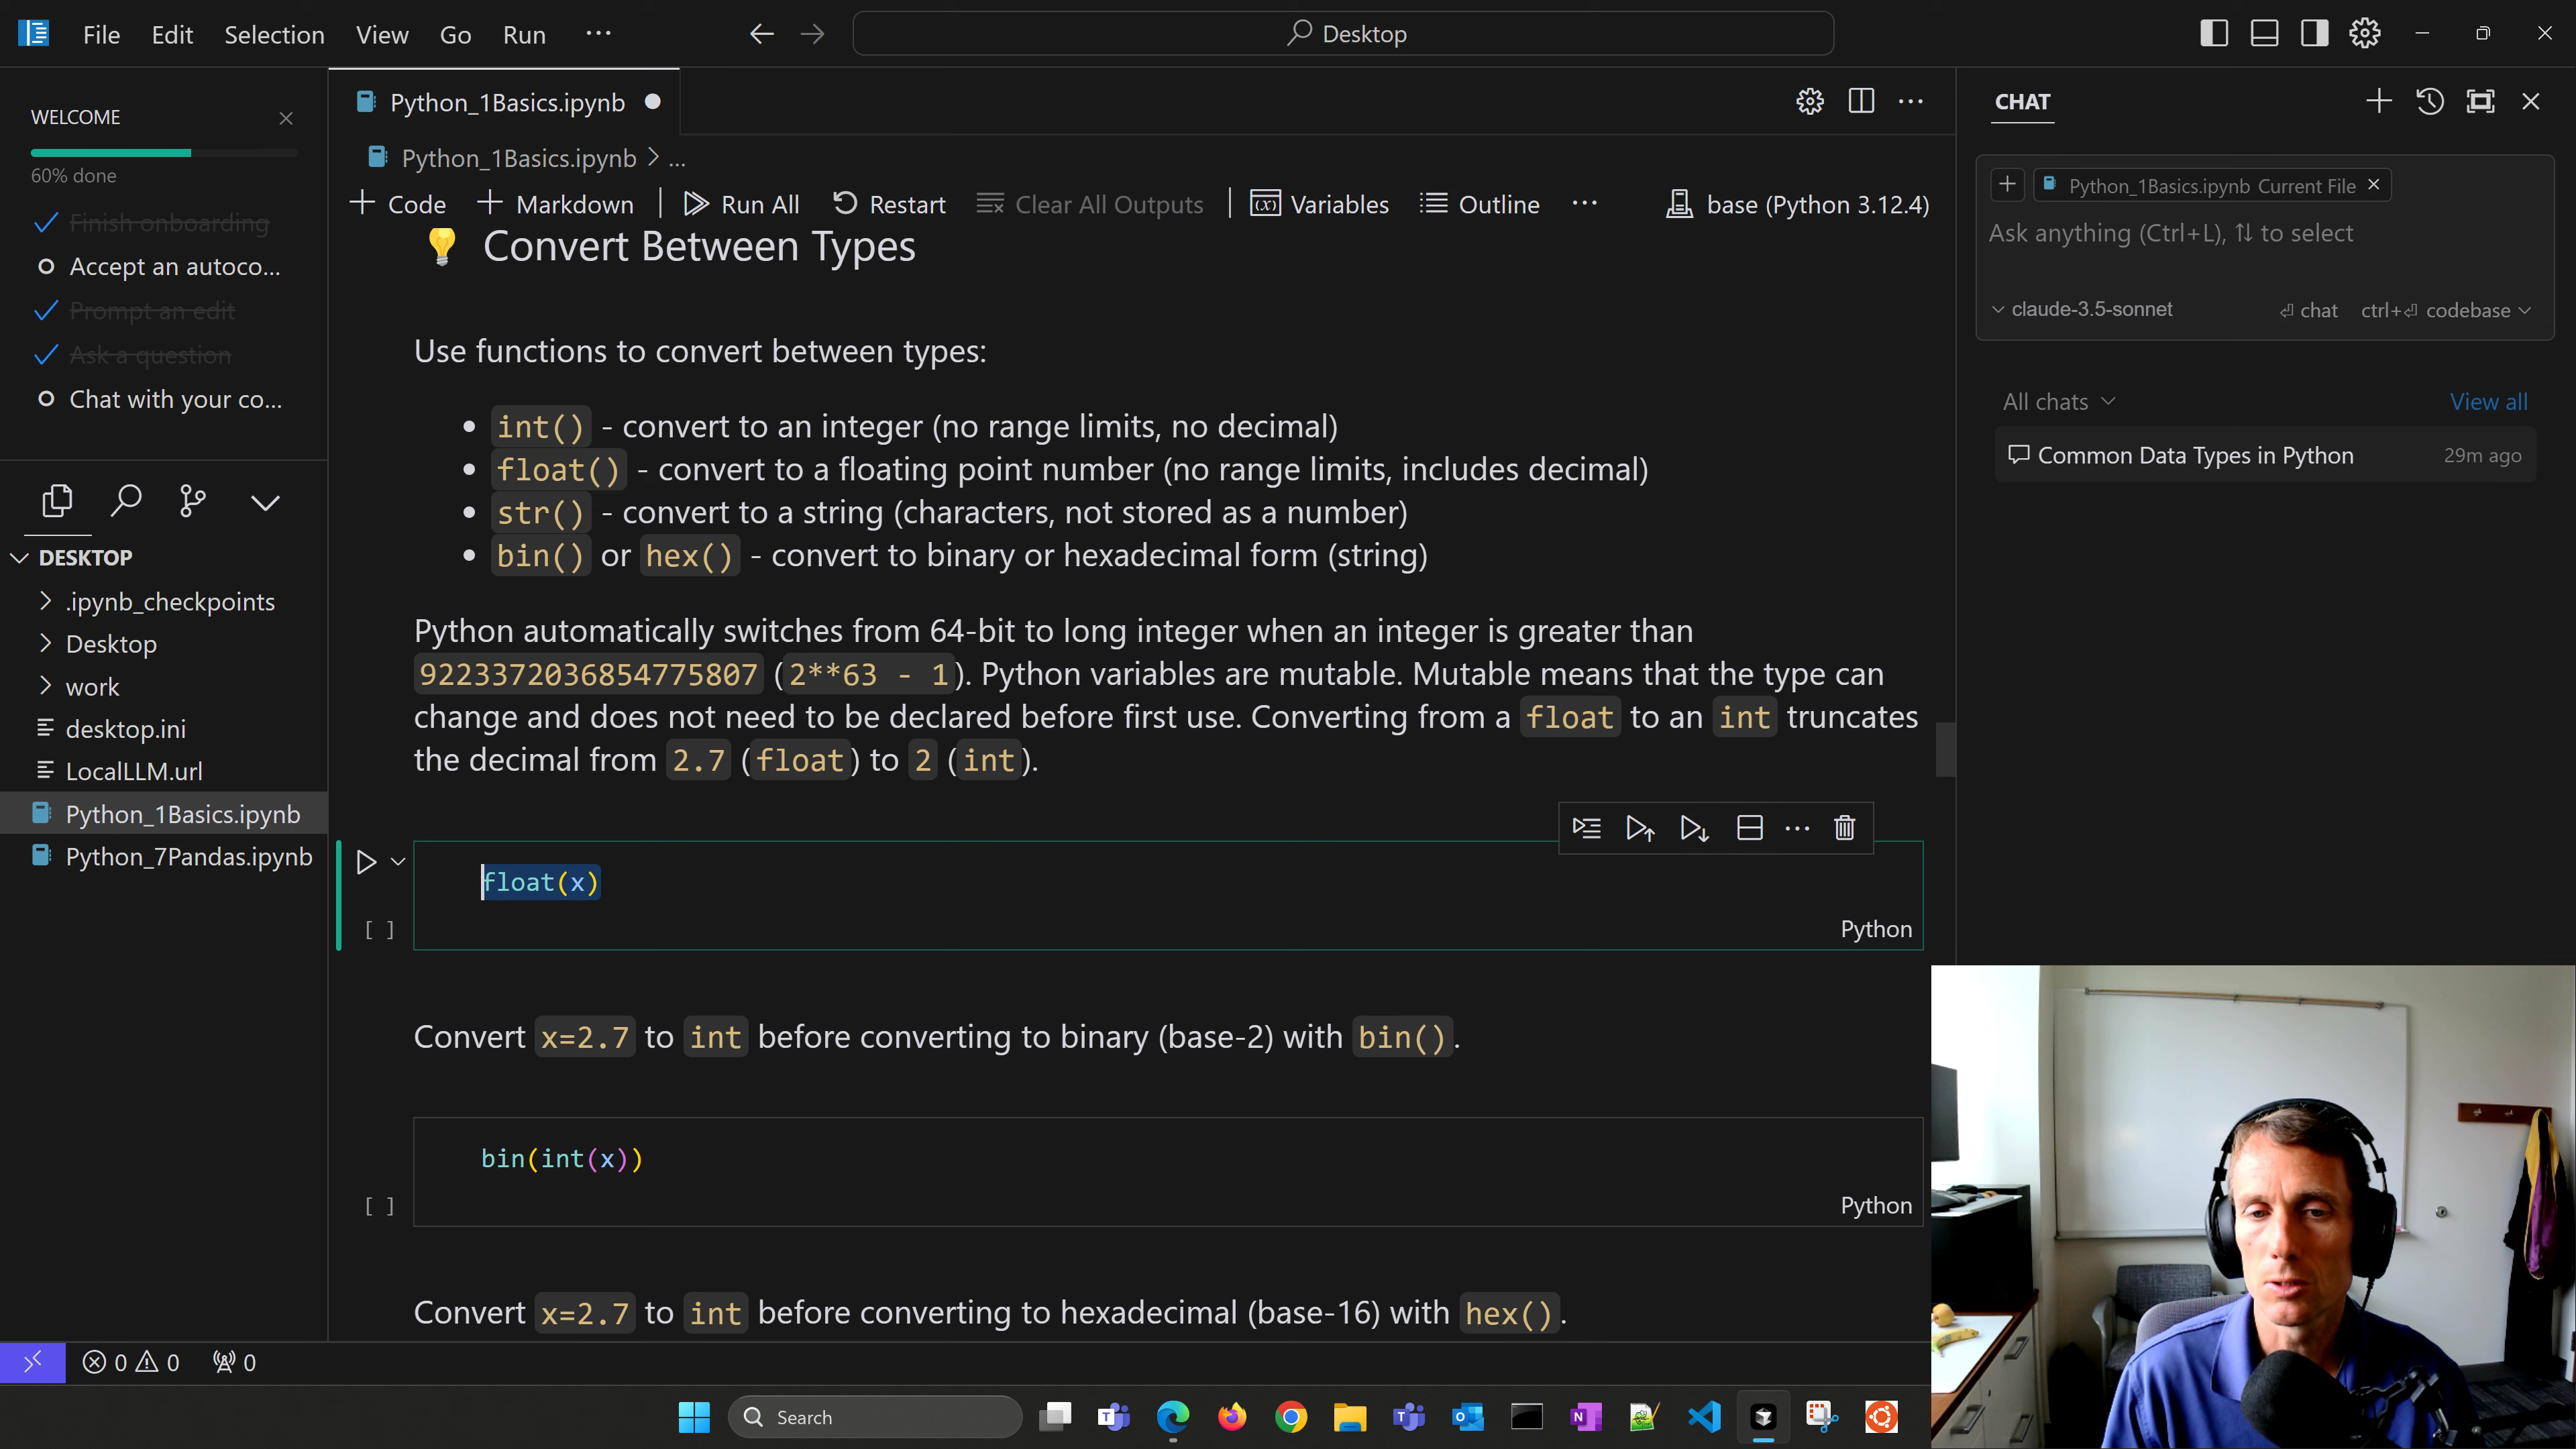 File Edit Selection View Go Run ···
Desktop
WELCOME
60% done
Finish onboarding
Accept an autoco...
Prompt an edit
Ask a question
Chat with your co...
DESKTOP
.ipynb_checkpoints
Desktop
work
desktop.ini
LocalLLM.url
Python_1Basics.ipynb
Python_7Pandas.ipynb
Python_1Basics.ipynb
Python_1Basics.ipynb > ...
+ Code + Markdown Run All Restart Clear All Outputs Variables Outline ··· base (Python 3.12.4)
Convert Between Types
Use functions to convert between types:
• int() - convert to an integer (no range limits, no decimal)
• float() - convert to a floating point number (no range limits, includes decimal)
• str() - convert to a string (characters, not stored as a number)
• bin() or hex() - convert to binary or hexadecimal form (string)
Python automatically switches from 64-bit to long integer when an integer is greater than
9223372036854775807 (2**63 - 1). Python variables are mutable. Mutable means that the type can
change and does not need to be declared before first use. Converting from a float to an int truncates
the decimal from 2.7 (float) to 2 (int).
float(x)
[ ]
Python
Convert x=2.7 to int before converting to binary (base-2) with bin().
bin(int(x))
[ ]
Python
Convert x=2.7 to int before converting to hexadecimal (base-16) with hex().
CHAT
Python_1Basics.ipynb Current File
Ask anything (Ctrl+L), ⇅ to select
claude-3.5-sonnet ⏎ chat ctrl+⏎ codebase
All chats View all
Common Data Types in Python 29m ago
0 0 0
Search